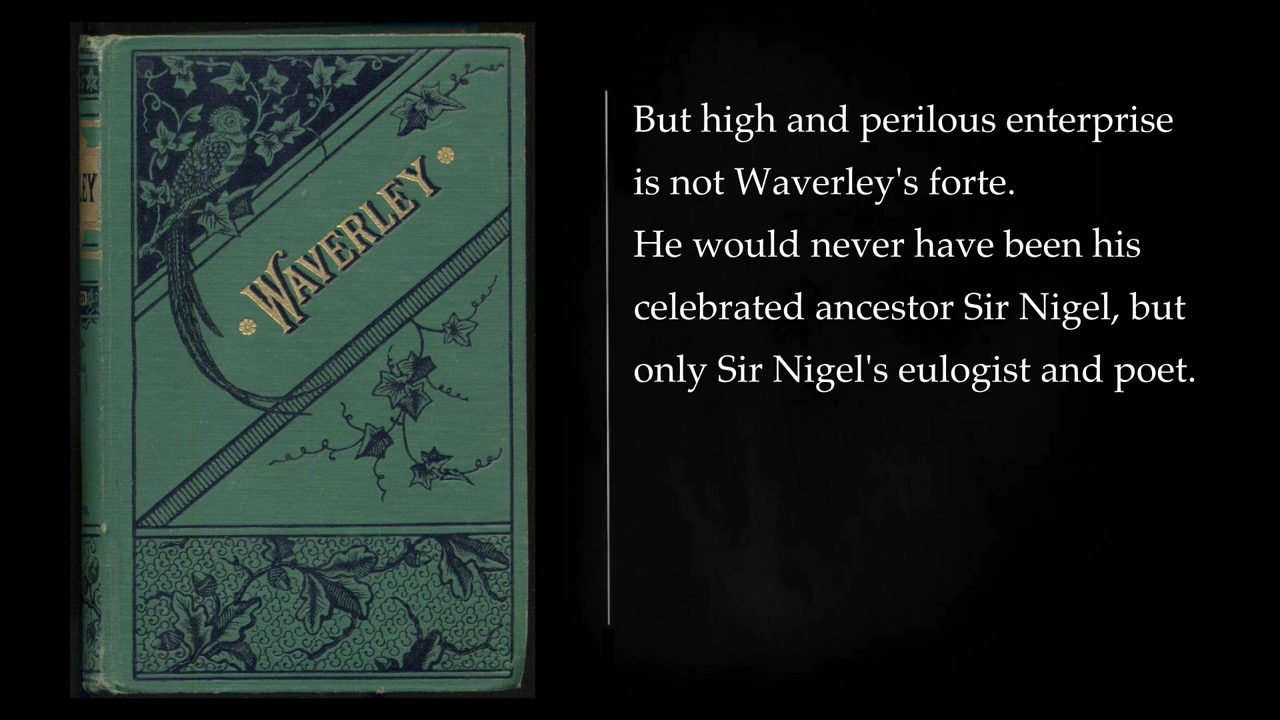 WAVERLEY
But high and perilous enterprise
is not Waverley's forte.
He would never have been his
celebrated ancestor Sir Nigel, but
only Sir Nigel's eulogist and poet.